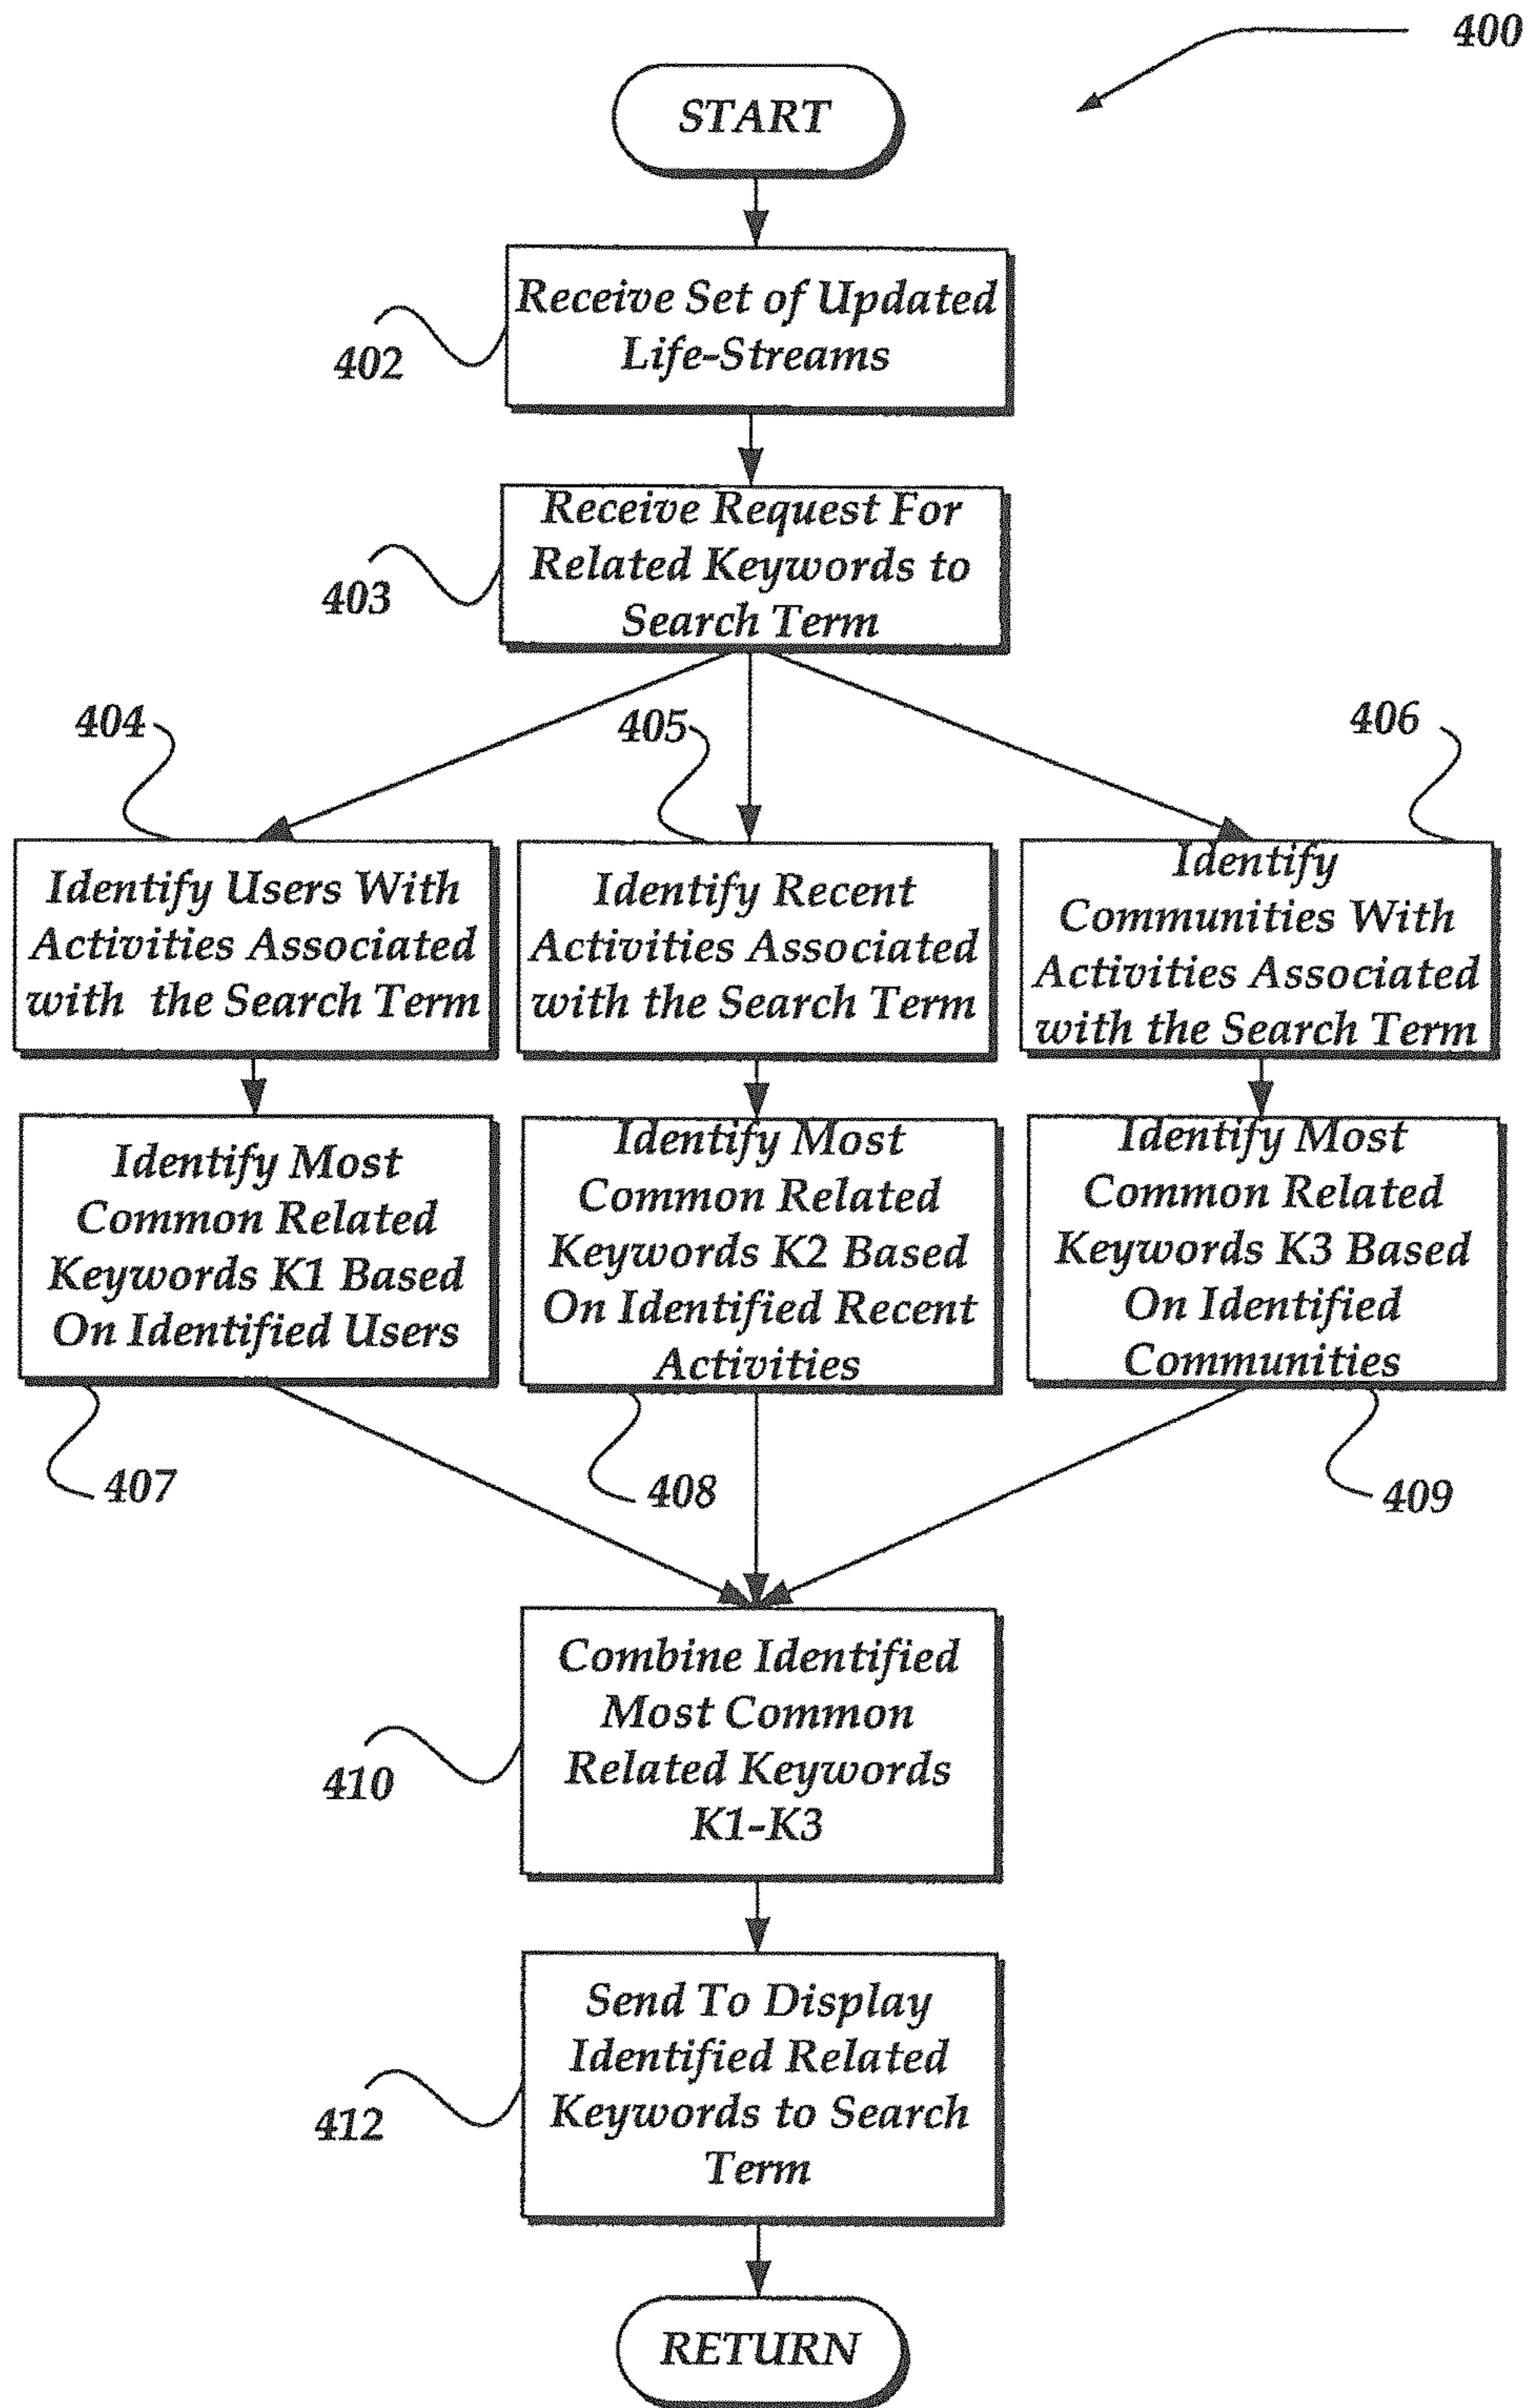 400
START
Receive Set of Updated
Life-Streams
402
Receive Request For
Related Keywords to
Search Term
403
404
405
406
Identify Users With
Activities Associated
with the Search Term
Identify Recent
Activities Associated
with the Search Term
Identify
Communities With
Activities Associated
with the Search Term
Identify Most
Common Related
Keywords K1 Based
On Identified Users
Identify Most
Common Related
Keywords K2 Based
On Identified Recent
Activities
Identify Most
Common Related
Keywords K3 Based
On Identified
Communities
407
408
409
Combine Identified
Most Common
Related Keywords
K1-K3
410
Send To Display
Identified Related
Keywords to Search
Term
412
RETURN